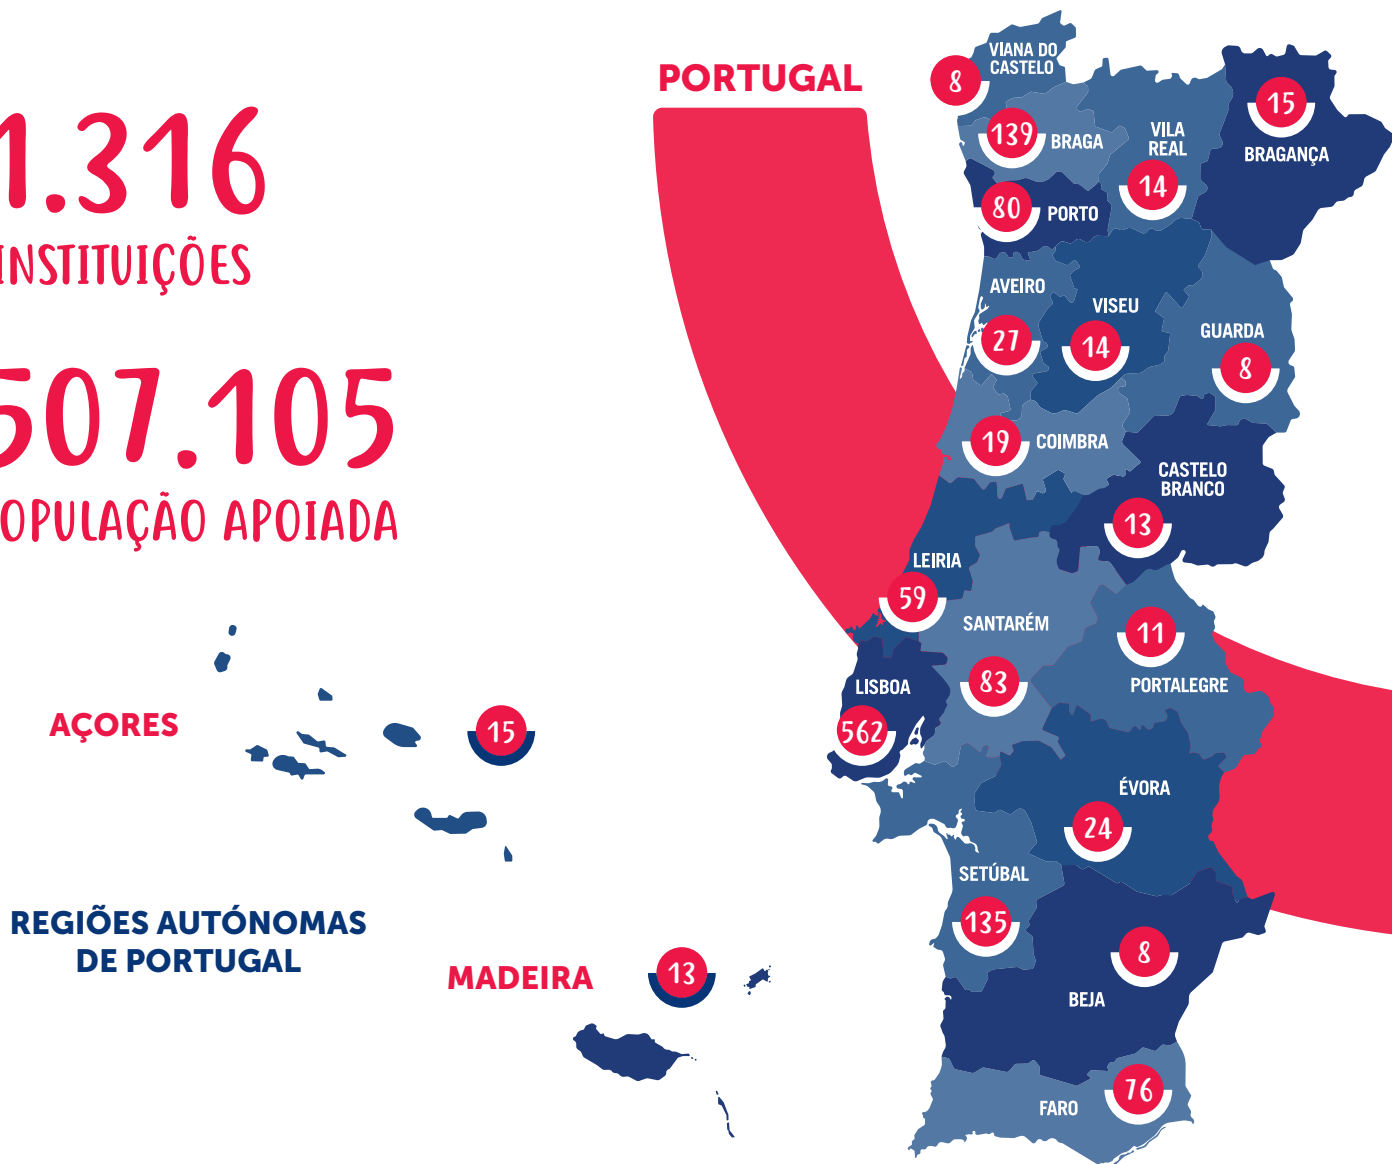 1.316
INSTITUIÇÕES
507.105
OPULAÇÃO APOIADA
PORTUGAL
VIANA DO
CASTELO
8
139
BRAGA
VILA
REAL
14
15
BRAGANÇA
80
PORTO
AVEIRO
27
VISEU
14
GUARDA
8
19
COIMBRA
CASTELO
BRANCO
13
LEIRIA
59
SANTARÉM
83
11
PORTALEGRE
LISBOA
562
ÉVORA
24
SETÚBAL
135
8
BEJA
FARO
76
AÇORES
15
REGIÕES AUTÓNOMAS
DE PORTUGAL
MADEIRA
13